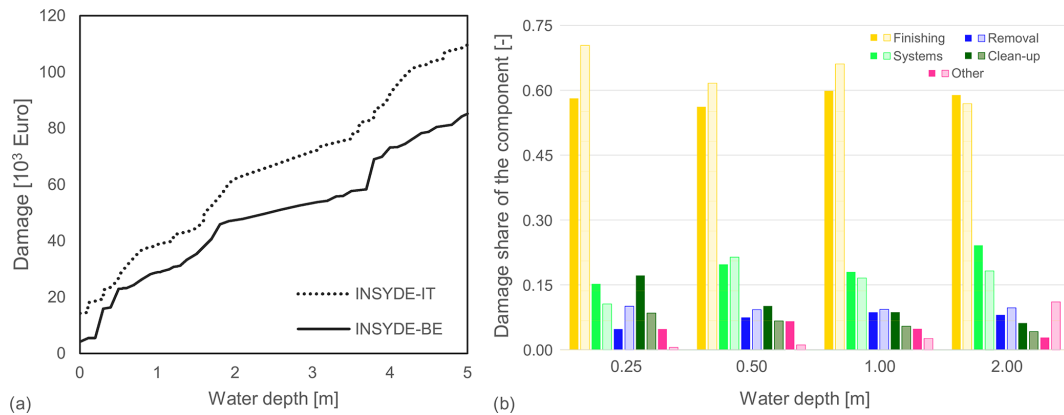 120
100
80
60
40
20
0
Damage [10³ Euro]
INSYDE-IT
INSYDE-BE
0 1 2 3 4 5
Water depth [m]
(a)
0.75
0.60
0.45
0.30
0.15
0.00
Damage share of the component [-]
Finishing Removal
Systems Clean-up
Other
0.25 0.50 1.00 2.00
Water depth [m]
(b)